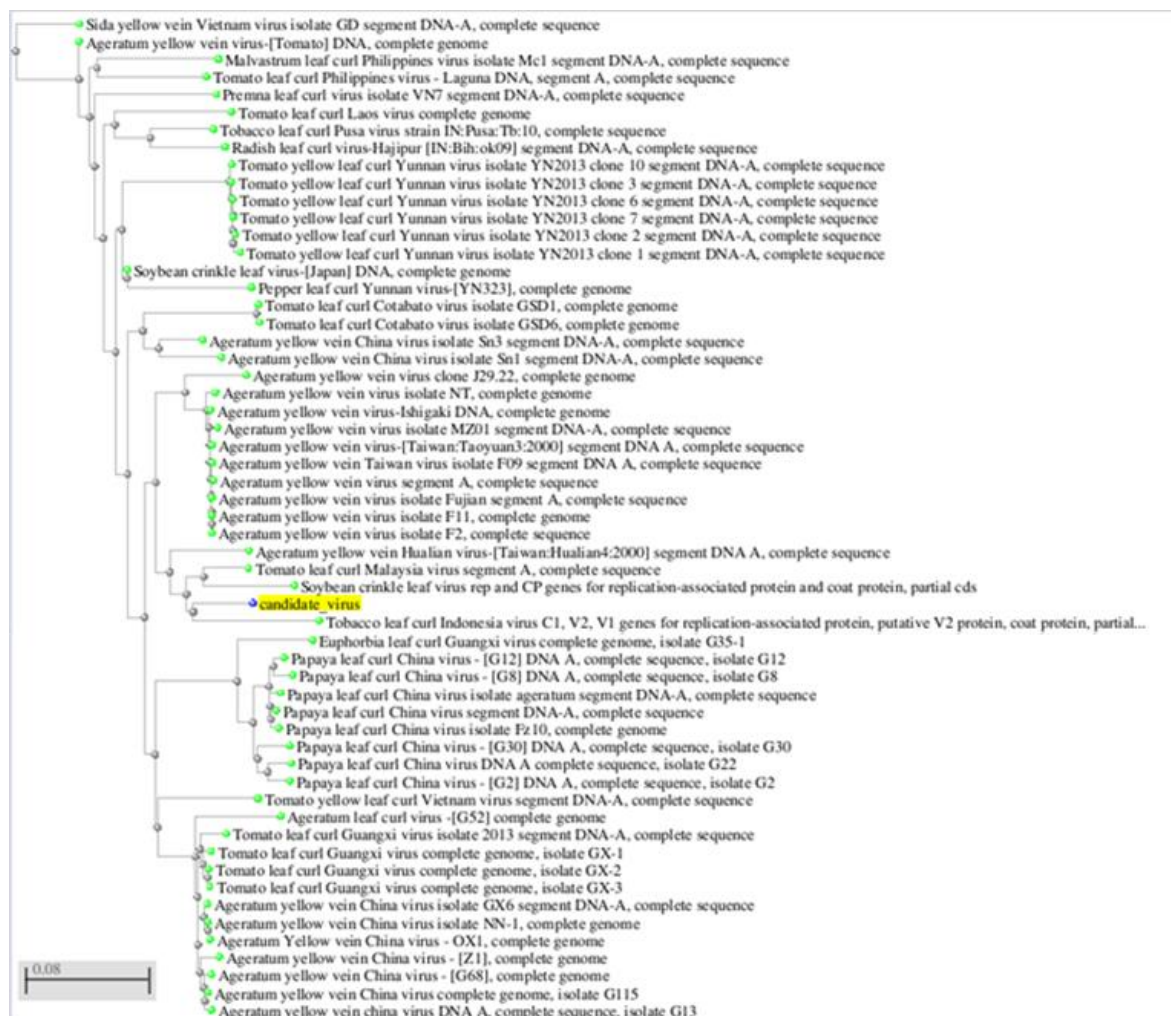 Sida yellow vein Vietnam virus isolate GD segment DNA-A, complete sequence
Ageratum yellow vein virus-[Tomato] DNA, complete genome
Malvastrum leaf curl Philippines virus isolate Mc1 segment DNA-A, complete sequence
Tomato leaf curl Philippines virus - Laguna DNA, segment A, complete sequence
Premna leaf curl virus isolate VN7 segment DNA-A, complete sequence
Tomato leaf curl Laos virus complete genome
Tobacco leaf curl Pusa virus strain IN:Pusa:Tb:10, complete sequence
Radish leaf curl virus-Hajipur [IN:Bih:ok09] segment DNA-A, complete sequence
Tomato yellow leaf curl Yunnan virus isolate YN2013 clone 10 segment DNA-A, complete sequence
Tomato yellow leaf curl Yunnan virus isolate YN2013 clone 3 segment DNA-A, complete sequence
Tomato yellow leaf curl Yunnan virus isolate YN2013 clone 6 segment DNA-A, complete sequence
Tomato yellow leaf curl Yunnan virus isolate YN2013 clone 7 segment DNA-A, complete sequence
Tomato yellow leaf curl Yunnan virus isolate YN2013 clone 2 segment DNA-A, complete sequence
Tomato yellow leaf curl Yunnan virus isolate YN2013 clone 1 segment DNA-A, complete sequence
Soybean crinkle leaf virus-[Japan] DNA, complete genome
Pepper leaf curl Yunnan virus-[YN323], complete genome
Tomato leaf curl Cotabato virus isolate GSD1, complete genome
Tomato leaf curl Cotabato virus isolate GSD6, complete genome
Ageratum yellow vein China virus isolate Sn3 segment DNA-A, complete sequence
Ageratum yellow vein China virus isolate Sn1 segment DNA-A, complete sequence
Ageratum yellow vein virus clone J29.22, complete genome
Ageratum yellow vein virus isolate NT, complete genome
Ageratum yellow vein virus-Ishigaki DNA, complete genome
Ageratum yellow vein virus isolate MZ01 segment DNA-A, complete sequence
Ageratum yellow vein virus-[Taiwan:Taoyuan3:2000] segment DNA A, complete sequence
Ageratum yellow vein Taiwan virus isolate F09 segment DNA A, complete sequence
Ageratum yellow vein virus segment A, complete sequence
Ageratum yellow vein virus isolate Fujian segment A, complete sequence
Ageratum yellow vein virus isolate F11, complete genome
Ageratum yellow vein virus isolate F2, complete sequence
Ageratum yellow vein Hualian virus-[Taiwan:Hualian4:2000] segment DNA A, complete sequence
Tomato leaf curl Malaysia virus segment A, complete sequence
Soybean crinkle leaf virus rep and CP genes for replication-associated protein and coat protein, partial cds
candidate_virus
Tobacco leaf curl Indonesia virus C1, V2, V1 genes for replication-associated protein, putative V2 protein, coat protein, partial...
Euphorbia leaf curl Guangxi virus complete genome, isolate G35-1
Papaya leaf curl China virus - [G12] DNA A, complete sequence, isolate G12
Papaya leaf curl China virus - [G8] DNA A, complete sequence, isolate G8
Papaya leaf curl China virus isolate ageratum segment DNA-A, complete sequence
Papaya leaf curl China virus segment DNA-A, complete sequence
Papaya leaf curl China virus isolate Fz10, complete genome
Papaya leaf curl China virus - [G30] DNA A, complete sequence, isolate G30
Papaya leaf curl China virus DNA A complete sequence, isolate G22
Papaya leaf curl China virus - [G2] DNA A, complete sequence, isolate G2
Tomato yellow leaf curl Vietnam virus segment DNA-A, complete sequence
Ageratum leaf curl virus -[G52] complete genome
Tomato leaf curl Guangxi virus isolate 2013 segment DNA-A, complete sequence
Tomato leaf curl Guangxi virus complete genome, isolate GX-1
Tomato leaf curl Guangxi virus complete genome, isolate GX-2
Tomato leaf curl Guangxi virus complete genome, isolate GX-3
Ageratum yellow vein China virus isolate GX6 segment DNA-A, complete sequence
Ageratum yellow vein China virus isolate NN-1, complete genome
Ageratum Yellow vein China virus - OX1, complete genome
Ageratum yellow vein China virus - [Z1], complete genome
Ageratum yellow vein China virus - [G68], complete genome
Ageratum yellow vein China virus complete genome, isolate G115
Ageratum yellow vein china virus DNA A, complete sequence, isolate G13
0.08